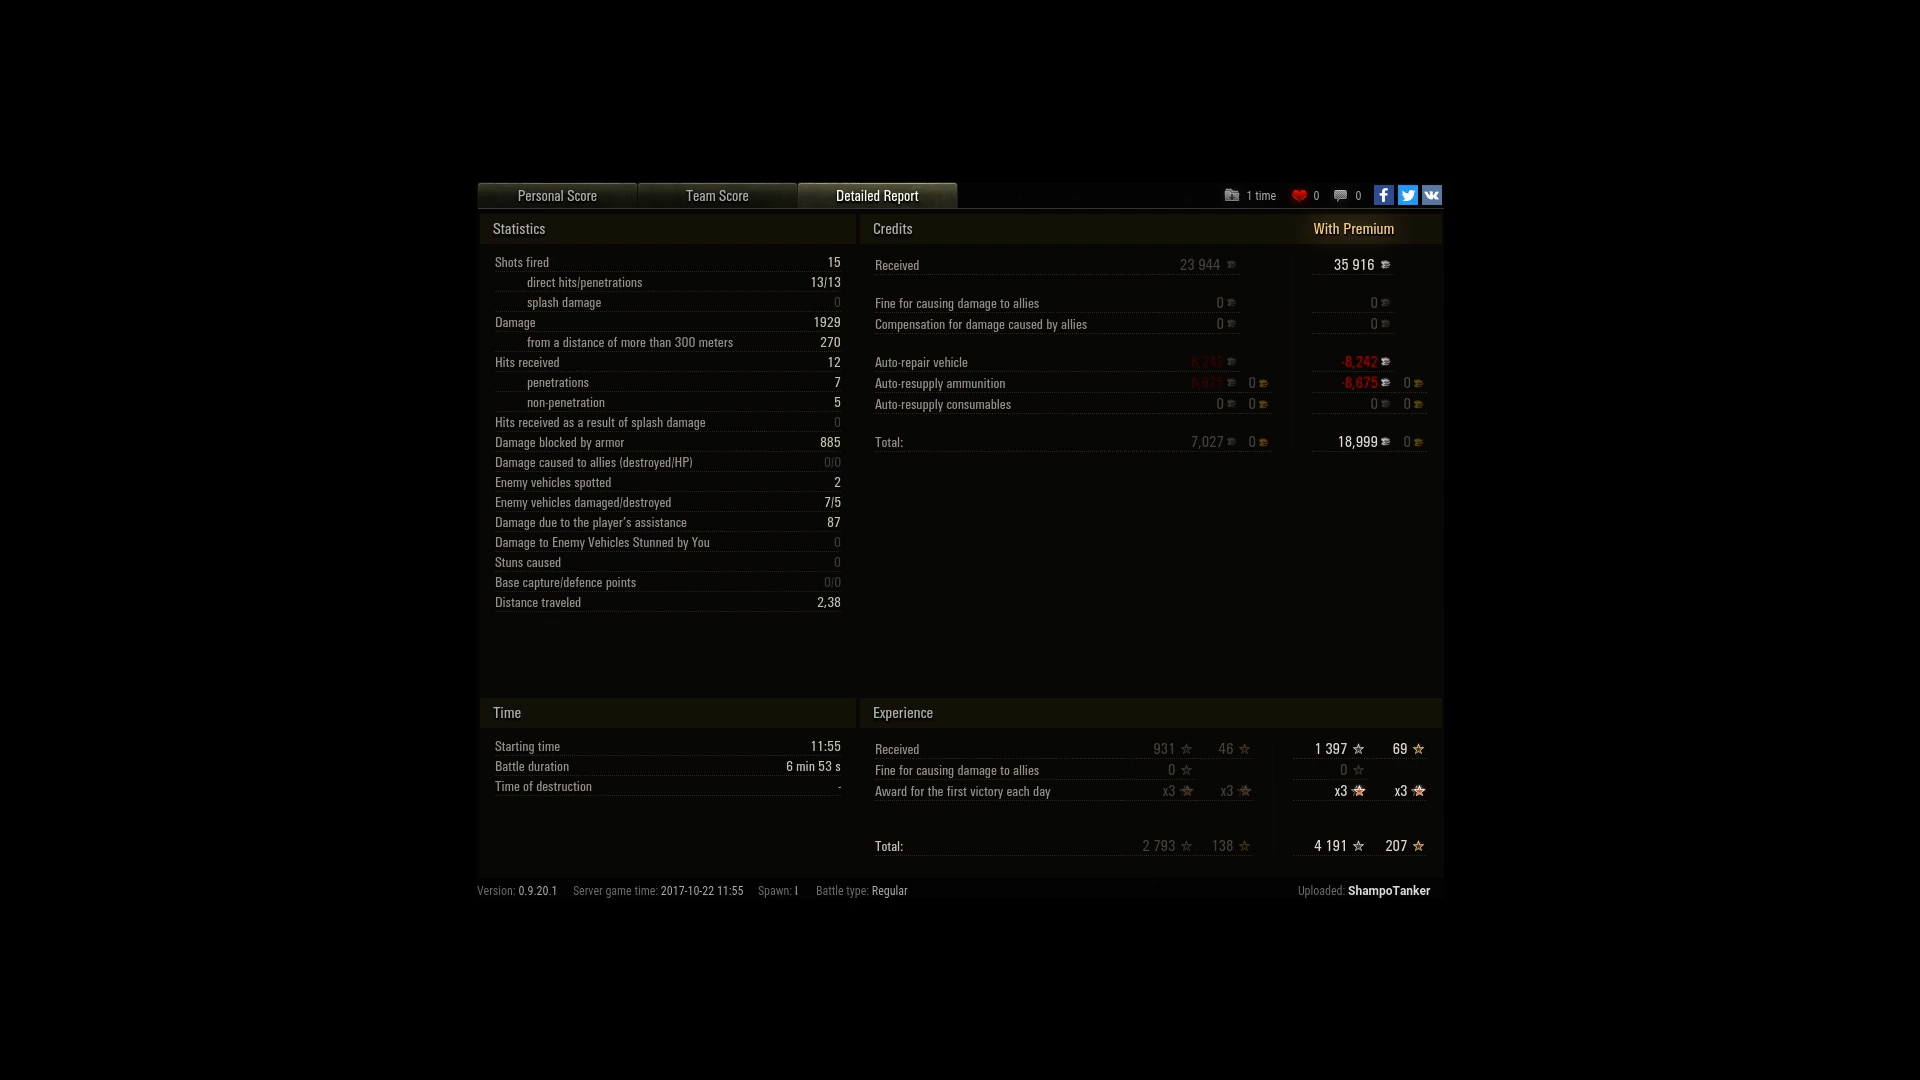 Personal Score Team Score Detailed Report 1 time 0 0
Statistics
Shots fired 15
direct hits/penetrations 13/13
splash damage 0
Damage 1929
from a distance of more than 300 meters 270
Hits received 12
penetrations 7
non-penetration 5
Hits received as a result of splash damage 0
Damage blocked by armor 885
Damage caused to allies (destroyed/HP) 0/0
Enemy vehicles spotted 2
Enemy vehicles damaged/destroyed 7/5
Damage due to the player's assistance 87
Damage to Enemy Vehicles Stunned by You 0
Stuns caused 0
Base capture/defence points 0/0
Distance traveled 2,38
Credits With Premium
Received 23 944 35 916
Fine for causing damage to allies 0 0
Compensation for damage caused by allies 0 0
Auto-repair vehicle -8,242 -8,242
Auto-resupply ammunition -8,675 0 -8,675 0
Auto-resupply consumables 0 0 0 0
Total: 7,027 0 18,999 0
Time
Starting time 11:55
Battle duration 6 min 53 s
Time of destruction -
Experience
Received 931 46 1 397 69
Fine for causing damage to allies 0 0
Award for the first victory each day x3 x3 x3 x3
Total: 2 793 138 4 191 207
Version: 0.9.20.1 Server game time: 2017-10-22 11:55 Spawn: I Battle type: Regular Uploaded: ShampoTanker